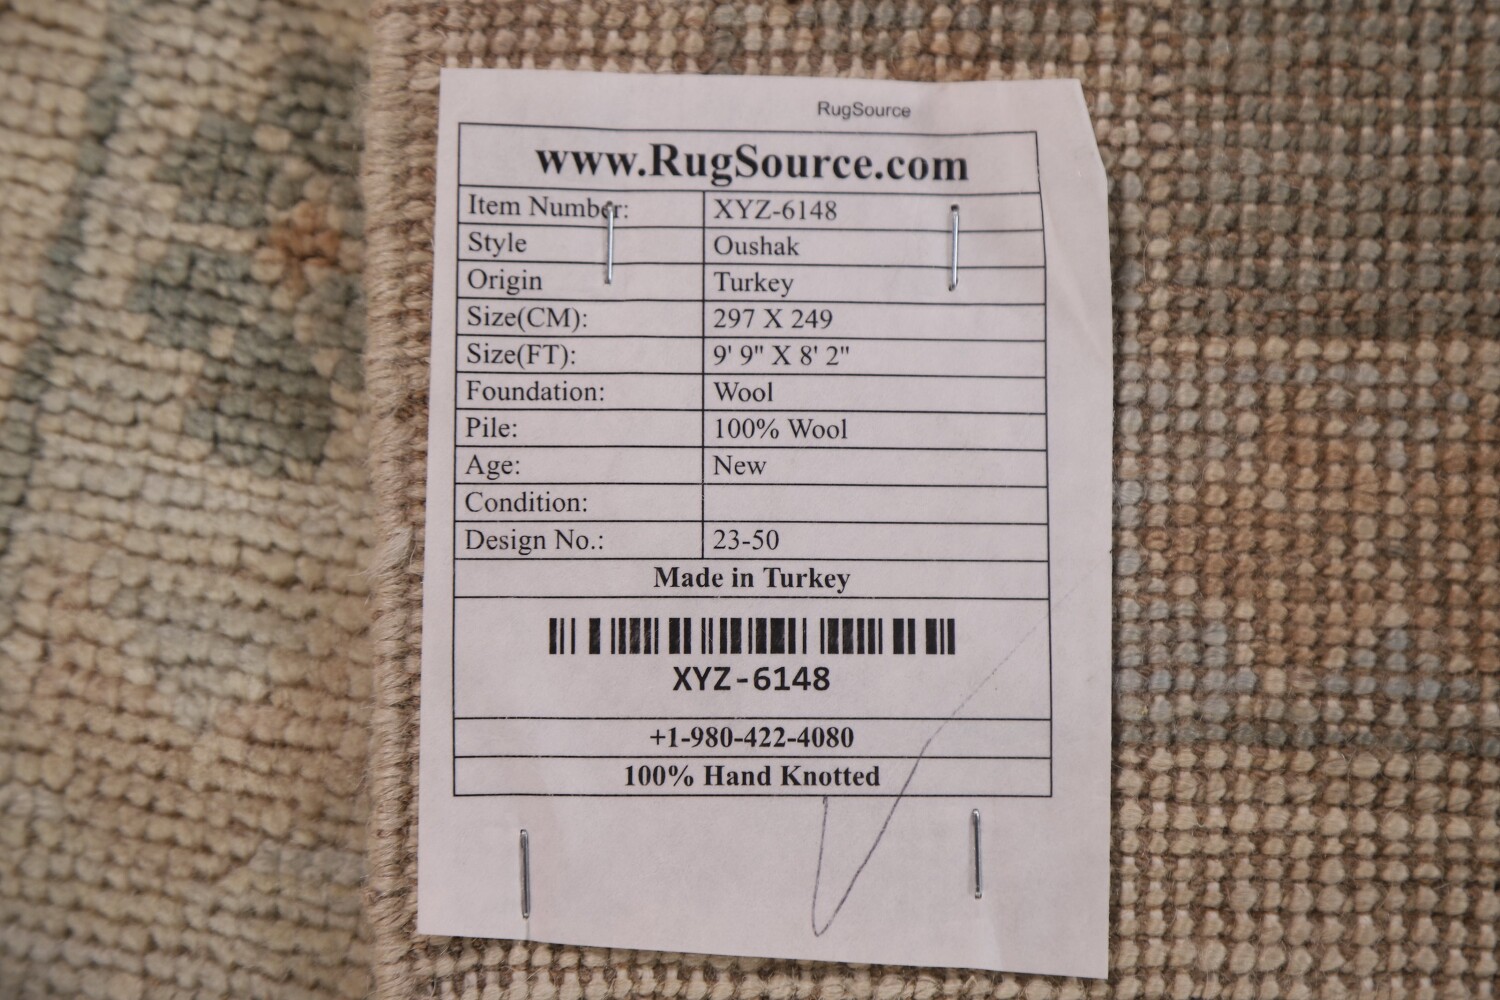 RugSource
www.RugSource.com
Item Number: XYZ-6148
Style Oushak
Origin Turkey
Size(CM): 297 X 249
Size(FT): 9' 9" X 8' 2"
Foundation: Wool
Pile: 100% Wool
Age: New
Condition:
Design No.: 23-50
Made in Turkey
XYZ-6148
+1-980-422-4080
100% Hand Knotted